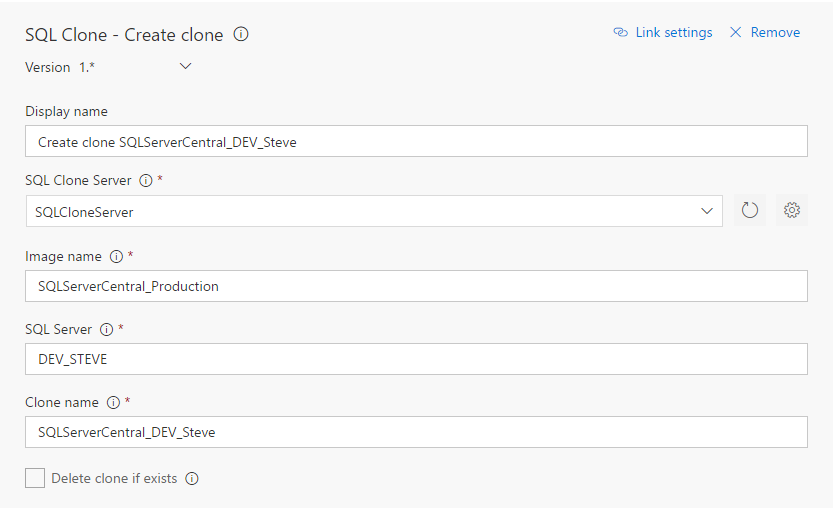 SQL Clone - Create clone
Link settings
Remove
Version 1.*
Display name
Create clone SQLServerCentral_DEV_Steve
SQL Clone Server *
SQLCloneServer
Image name *
SQLServerCentral_Production
SQL Server *
DEV_STEVE
Clone name *
SQLServerCentral_DEV_Steve
Delete clone if exists